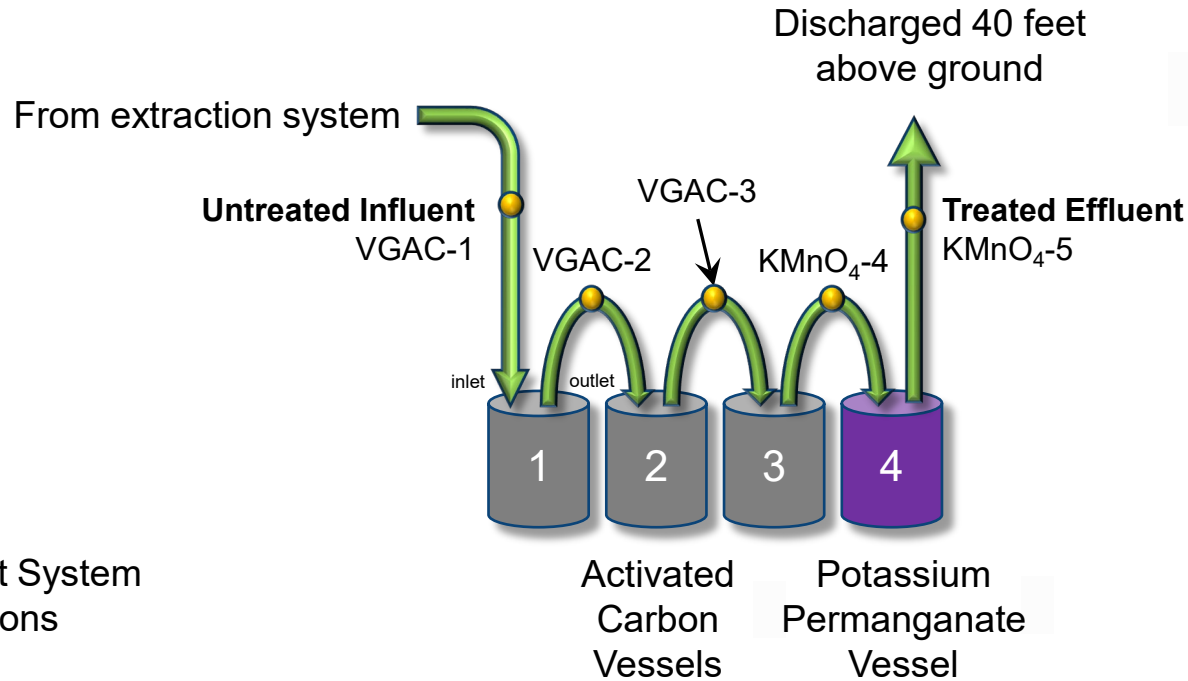 Discharged 40 feet
above ground
From extraction system
Untreated Influent
VGAC-1
VGAC-2
VGAC-3
KMnO₄-4
Treated Effluent
KMnO₄-5
inlet
outlet
1
2
3
4
t System
ons
Activated
Carbon
Vessels
Potassium
Permanganate
Vessel